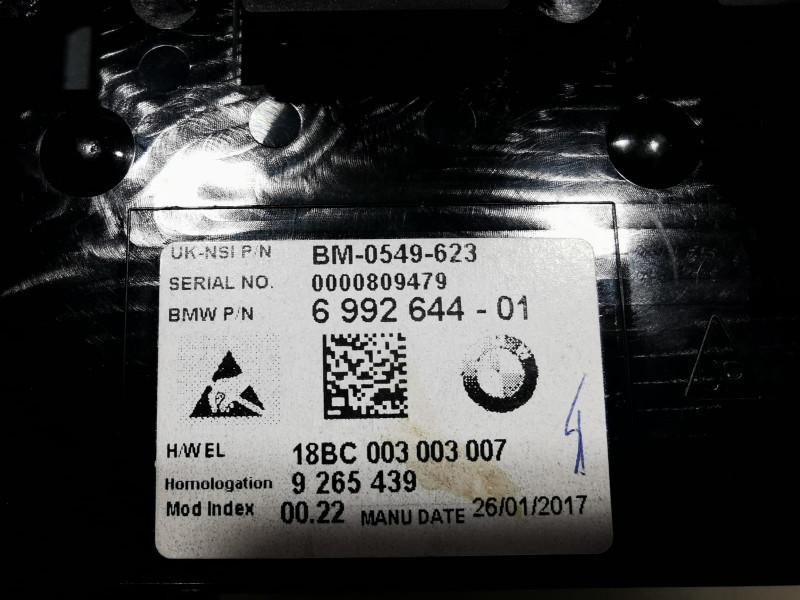 UK-NSI P/N BM-0549-623
SERIAL NO. 0000809479
BMW P/N 6 992 644 - 01
H/W EL 18BC 003 003 007
Homologation 9 265 439
Mod Index 00.22 MANU DATE 26/01/2017